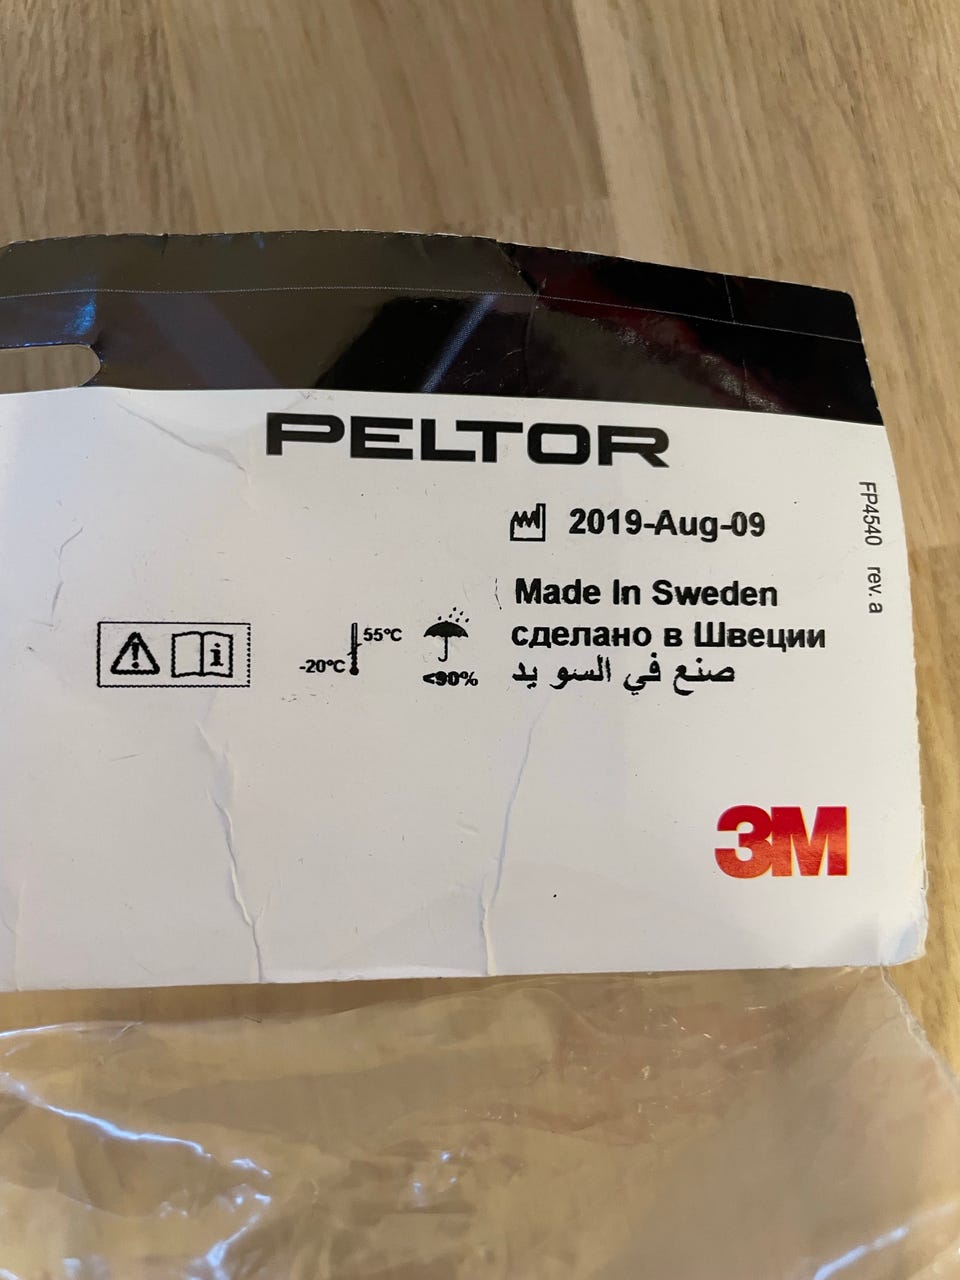 PELTOR
2019-Aug-09
Made In Sweden
сделано в Швеции
صنع في السو يد
55°C
-20°C
<90%
i
3M
FP4540 rev. a